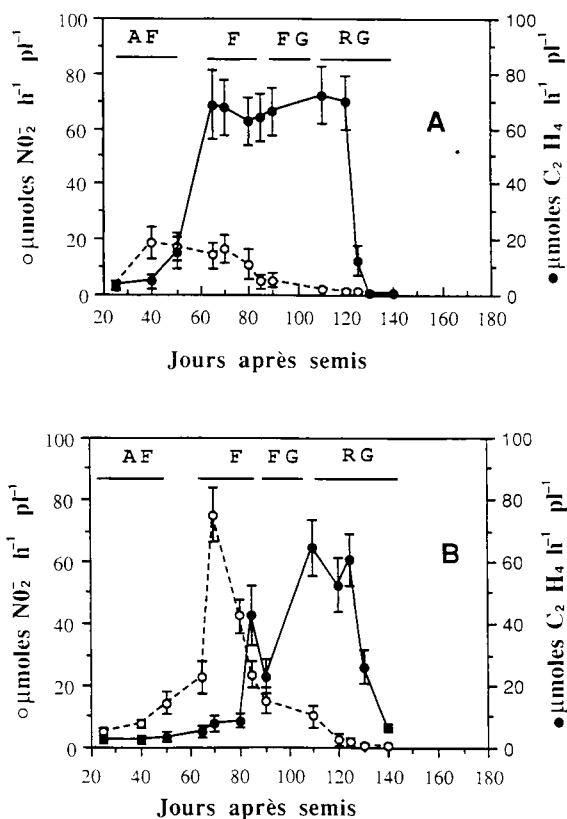 AF F FG RG
100 100
80 80
60 60
40 40
20 20
0 0
○ μmoles NO₂⁻ h⁻¹ pl⁻¹
● μmoles C₂ H₄ h⁻¹ pl⁻¹
A
20 40 60 80 100 120 140 160 180
Jours après semis
AF F FG RG
100 100
80 80
60 60
40 40
20 20
0 0
○ μmoles NO₂⁻ h⁻¹ pl⁻¹
● μmoles C₂ H₄ h⁻¹ pl⁻¹
B
20 40 60 80 100 120 140 160 180
Jours après semis